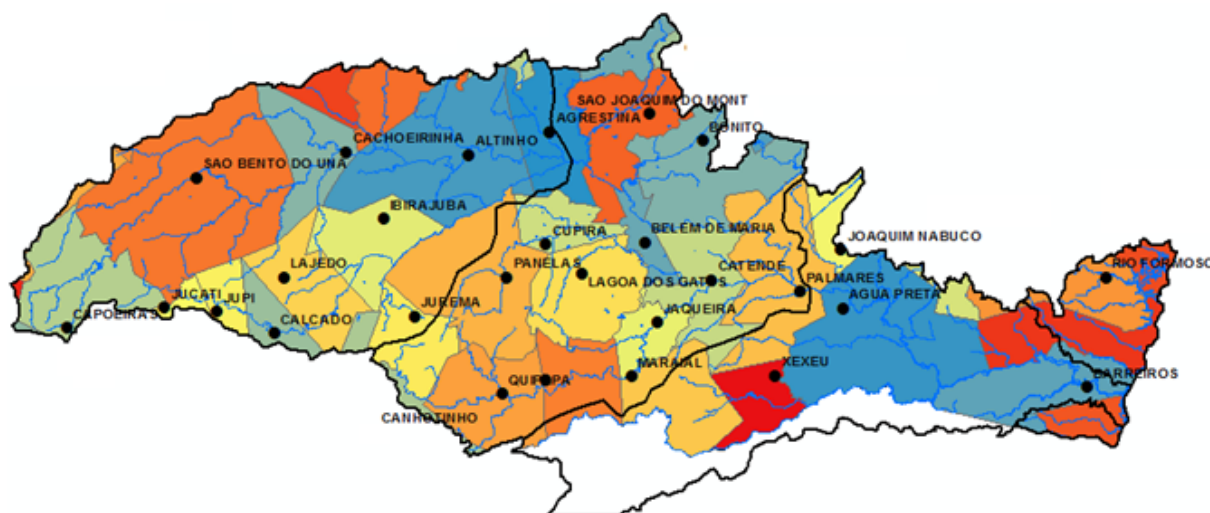 SAO JOAQUIM DO MONT
AGRESTINA
BONITO
CACHOEIRINHA
ALTINHO
SAO BENTO DO UNA
IBIRAJUBA
CUPIRA
BELEM DE MARIA
JOAQUIM NABUCO
LAJEDO
PANELAS
LAGOA DOS GATOS
CATENDE
PALMARES
RIO FORMOSO
JUCATI
JUPI
JUREMA
AGUA PRETA
CAPOEIRAS
CALCADO
JAQUEIRA
MARAIAL
XEXEU
BARREIROS
QUIPAPA
CANHOTINHO